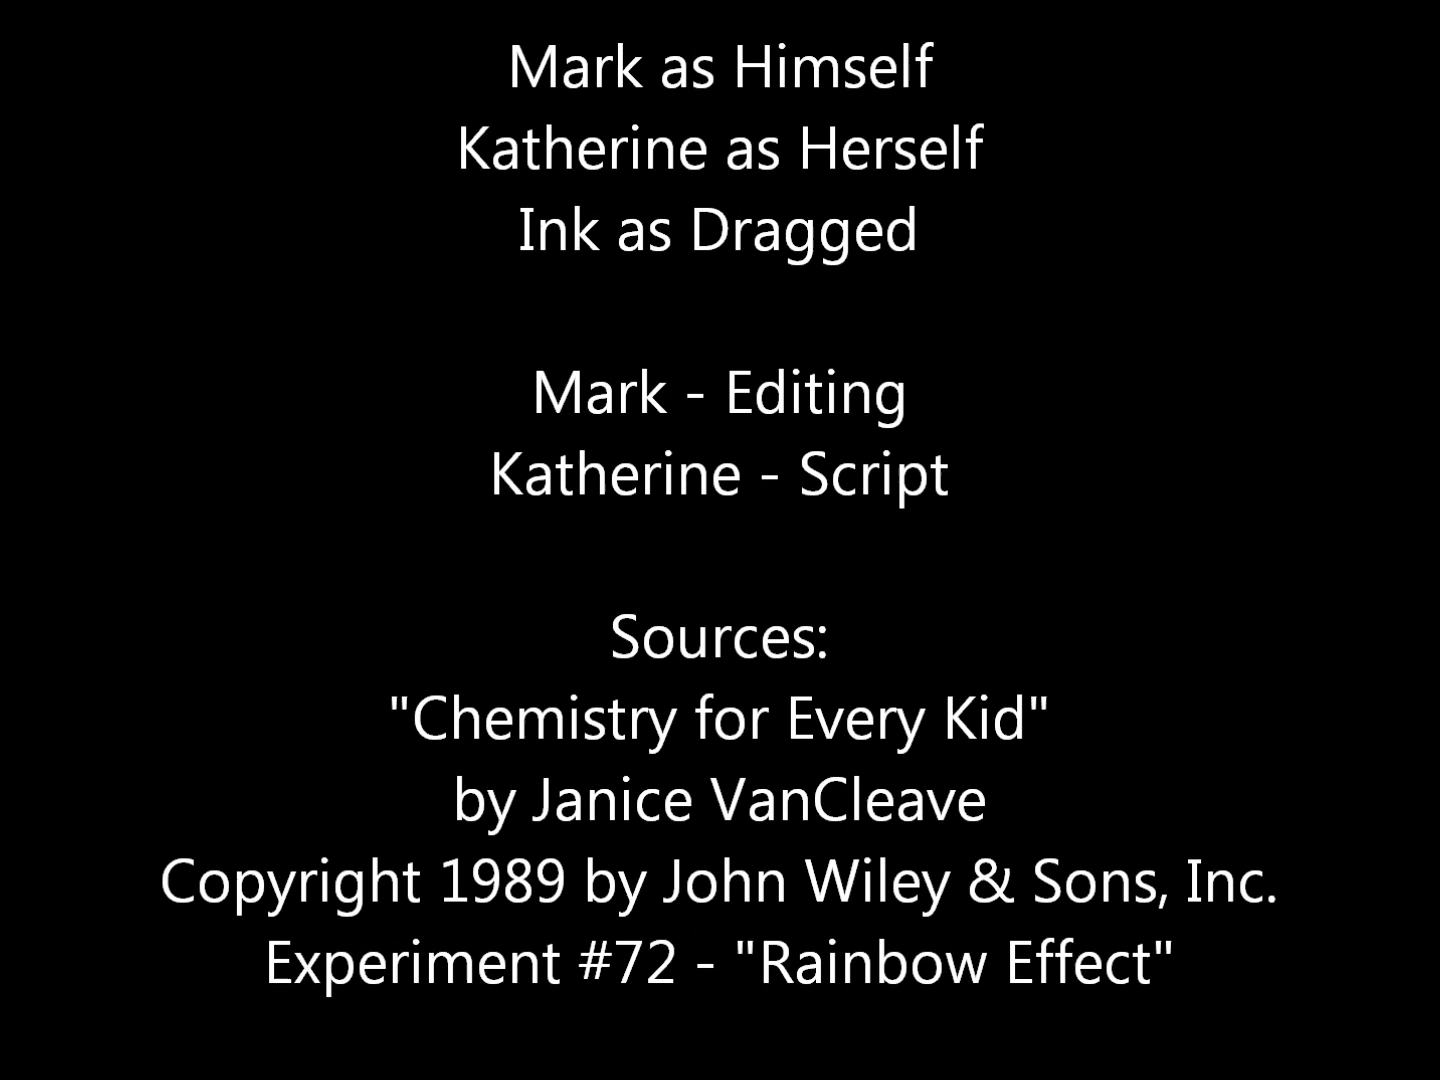 Mark as Himself
Katherine as Herself
Ink as Dragged
Mark - Editing
Katherine - Script
Sources:
"Chemistry for Every Kid"
by Janice VanCleave
Copyright 1989 by John Wiley & Sons, Inc.
Experiment #72 - "Rainbow Effect"